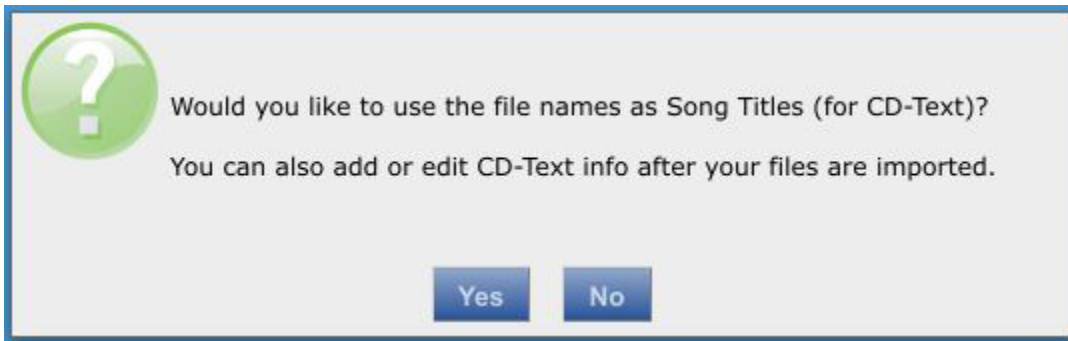 Would you like to use the file names as Song Titles (for CD-Text)?
You can also add or edit CD-Text info after your files are imported.
Yes No